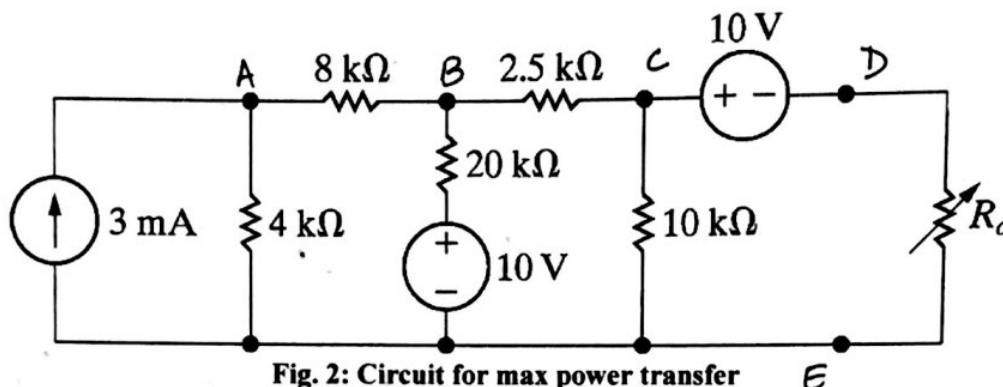 10 V
A 8 kΩ B 2.5 kΩ C D
+ −
20 kΩ
3 mA 4 kΩ + 10 V 10 kΩ
−
Fig. 2: Circuit for max power transfer E